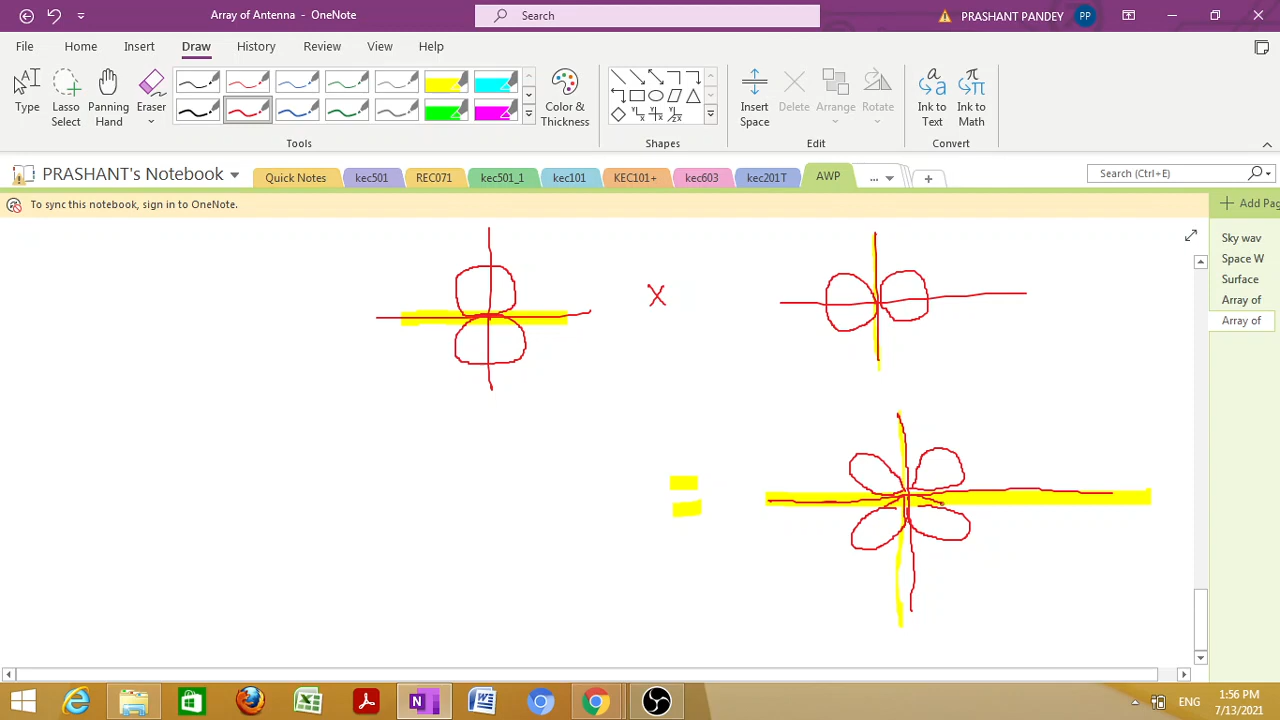 Array of Antenna - OneNote
Search
PRASHANT PANDEY PP
File Home Insert Draw History Review View Help
Type Lasso Select Panning Hand Eraser Color & Thickness Insert Space Delete Arrange Rotate Ink to Text Ink to Math
Tools Shapes Edit Convert
PRASHANT's Notebook Quick Notes kec501 REC071 kec501_1 kec101 KEC101+ kec603 kec201T AWP ... Search (Ctrl+E)
To sync this notebook, sign in to OneNote. Add Pag
Sky wav
Space W
Surface
Array of
Array of
X
=
ENG 1:56 PM
7/13/2021